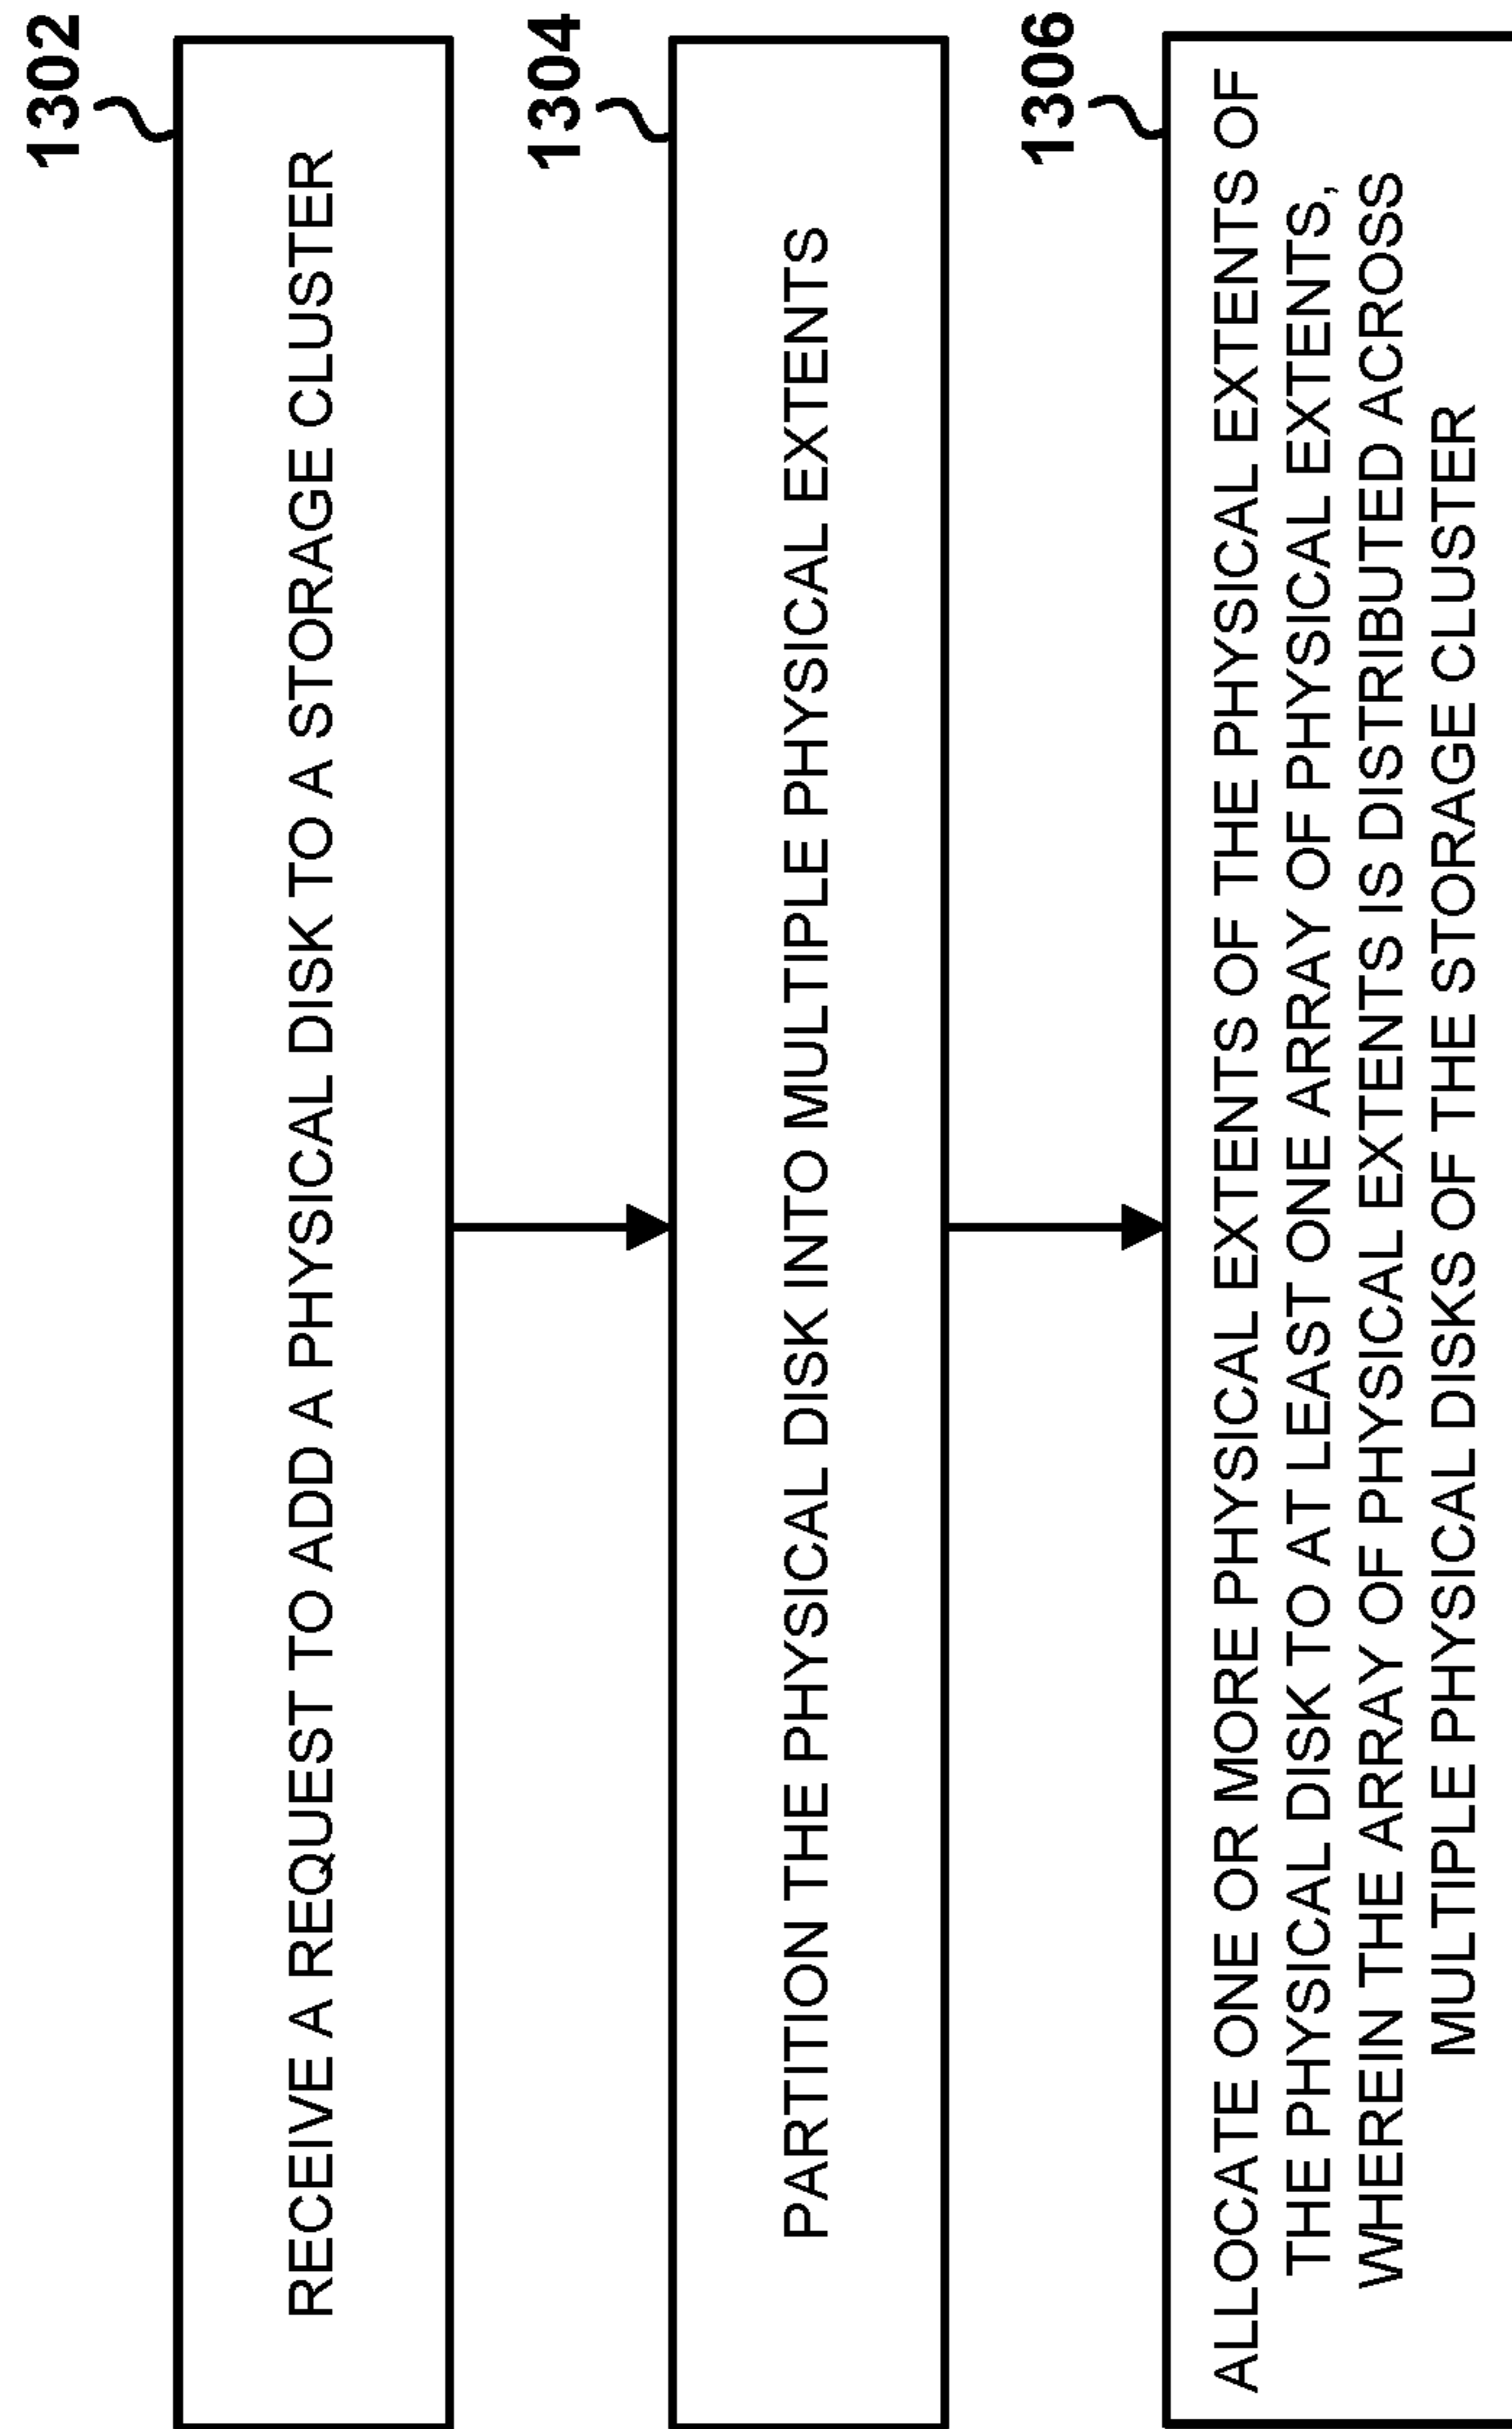 1302
RECEIVE A REQUEST TO ADD A PHYSICAL DISK TO A STORAGE CLUSTER
1304
PARTITION THE PHYSICAL DISK INTO MULTIPLE PHYSICAL EXTENTS
1306
ALLOCATE ONE OR MORE PHYSICAL EXTENTS OF THE PHYSICAL EXTENTS OF
THE PHYSICAL DISK TO AT LEAST ONE ARRAY OF PHYSICAL EXTENTS,
WHEREIN THE ARRAY OF PHYSICAL EXTENTS IS DISTRIBUTED ACROSS
MULTIPLE PHYSICAL DISKS OF THE STORAGE CLUSTER